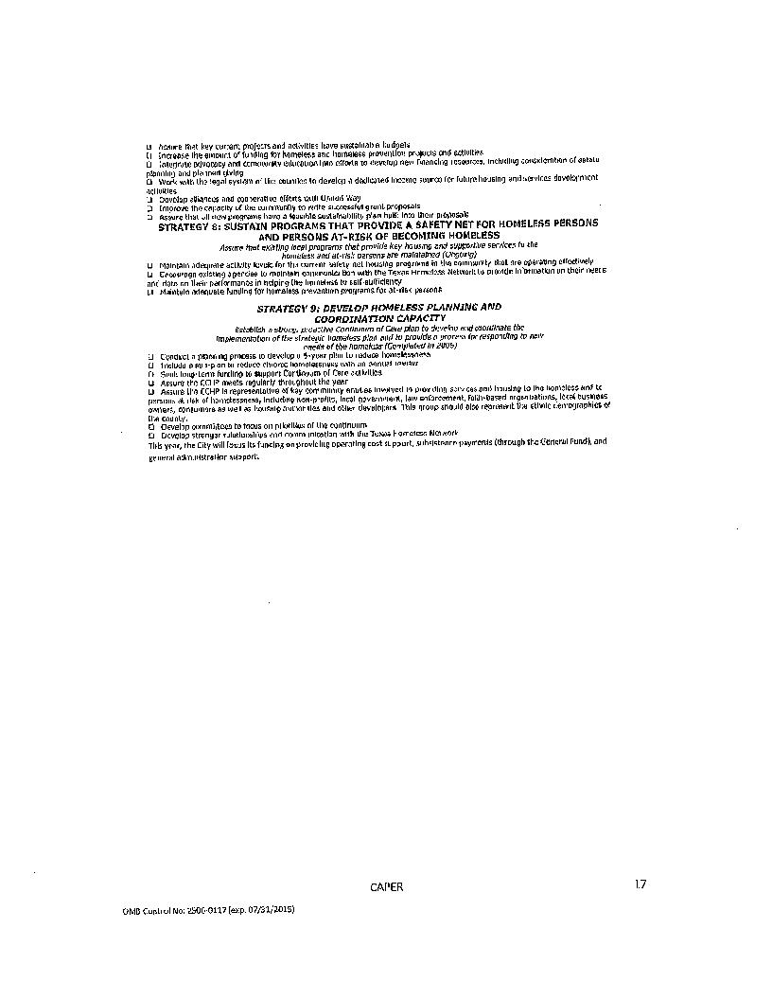 ❑ Assure that key current projects and activities have sustainable budgets
❑ Increase the amount of funding for homeless and homeless prevention projects and activities
❑ Integrate advocacy and community education into efforts to develop new financing resources, including consideration of estate
planning and planned giving
❑ Work with the legal system of the counties to develop a dedicated income source for future housing and services development
activities
❑ Develop alliances and cooperative efforts with United Way
❑ Improve the capacity of the community to write successful grant proposals
❑ Assure that all new programs have a feasible sustainability plan built into their proposals
STRATEGY 8: SUSTAIN PROGRAMS THAT PROVIDE A SAFETY NET FOR HOMELESS PERSONS
AND PERSONS AT-RISK OF BECOMING HOMELESS
Assure that existing local programs that provide key housing and supportive services to the
homeless and at-risk persons are maintained (Ongoing)
❑ Maintain adequate activity levels for the current safety net housing programs in the community that are operating effectively
❑ Encourage existing agencies to maintain communication with the Texas Homeless Network to provide information on their needs
and data on their performance in helping the homeless to self-sufficiency
❑ Maintain adequate funding for homeless prevention programs for at-risk persons
STRATEGY 9: DEVELOP HOMELESS PLANNING AND
COORDINATION CAPACITY
Establish a strong, proactive Continuum of Care plan to develop and coordinate the
implementation of the strategic homeless plan and to provide a process for responding to new
needs of the homeless (Completed in 2005)
❑ Conduct a planning process to develop a 5-year plan to reduce homelessness
❑ Include a sub-plan to reduce chronic homelessness with an annual review
❑ Seek long-term funding to support Continuum of Care activities
❑ Assure the CCHP meets regularly throughout the year
❑ Assure the CCHP is representative of key community entities involved in providing services and housing to the homeless and to
persons at risk of homelessness, including non-profits, local government, law enforcement, faith-based organizations, local business
owners, consumers as well as housing authorities and other developers. This group should also represent the ethnic demographics of
the county.
❑ Develop committees to focus on priorities of the continuum
❑ Develop stronger relationships and communication with the Texas Homeless Network
This year, the City will focus its funding on providing operating cost support, subsistence payments (through the General Fund), and
general administration support.
CAPER 17
OMB Control No: 2506-0117 (exp. 07/31/2015)